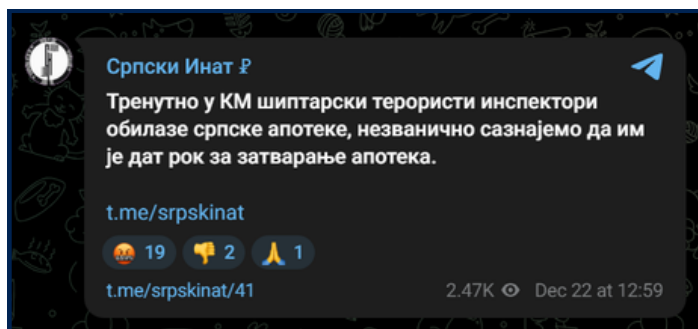 Српски Инат ₽
Тренутно у КМ шиптарски терористи инспектори
обилазе српске апотеке, незванично сазнајемо да им
је дат рок за затварање апотека.
t.me/srpskinat
🤬 19 👎 2 🙏 1
t.me/srpskinat/41 2.47K Dec 22 at 12:59